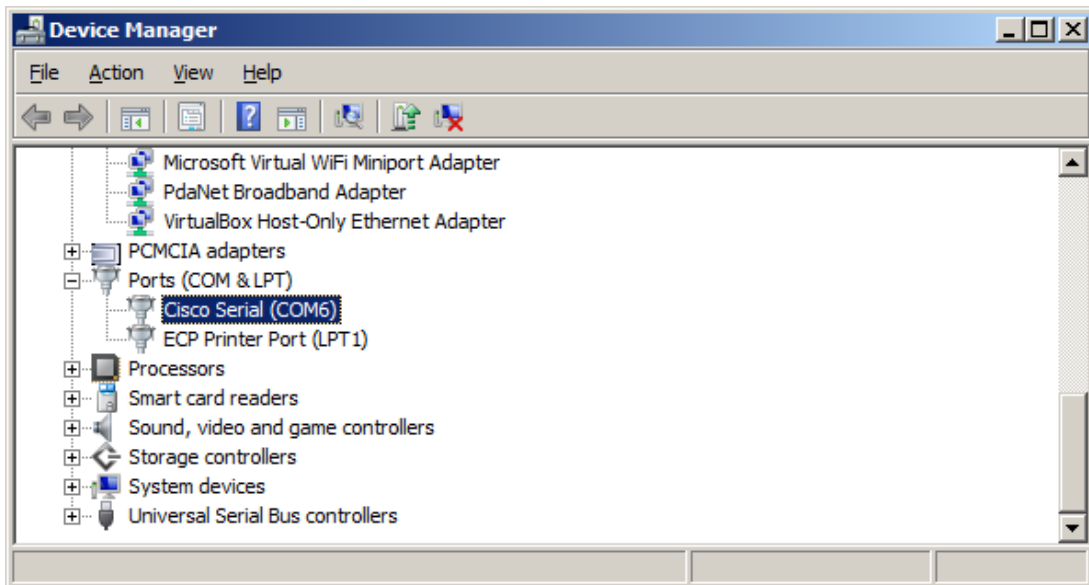 Device Manager
File Action View Help
Microsoft Virtual WiFi Miniport Adapter
PdaNet Broadband Adapter
VirtualBox Host-Only Ethernet Adapter
PCMCIA adapters
Ports (COM & LPT)
Cisco Serial (COM6)
ECP Printer Port (LPT1)
Processors
Smart card readers
Sound, video and game controllers
Storage controllers
System devices
Universal Serial Bus controllers